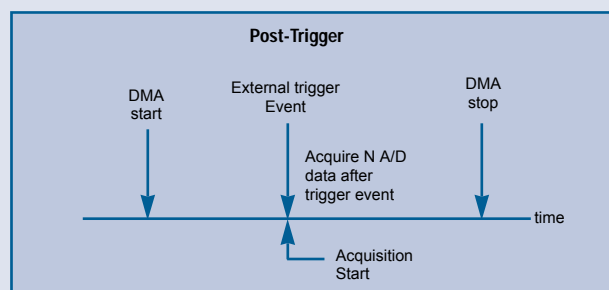 Post-Trigger
DMA
start
External trigger
Event
DMA
stop
Acquire N A/D
data after
trigger event
time
Acquisition
Start